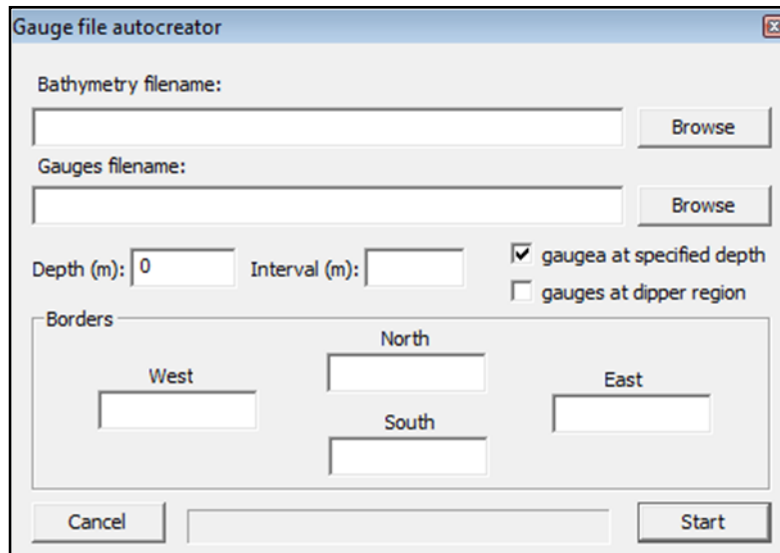 Gauge file autocreator
Bathymetry filename:
Browse
Gauges filename:
Browse
Depth (m): 0 Interval (m): gaugea at specified depth
gauges at dipper region
Borders
North
West East
South
Cancel Start